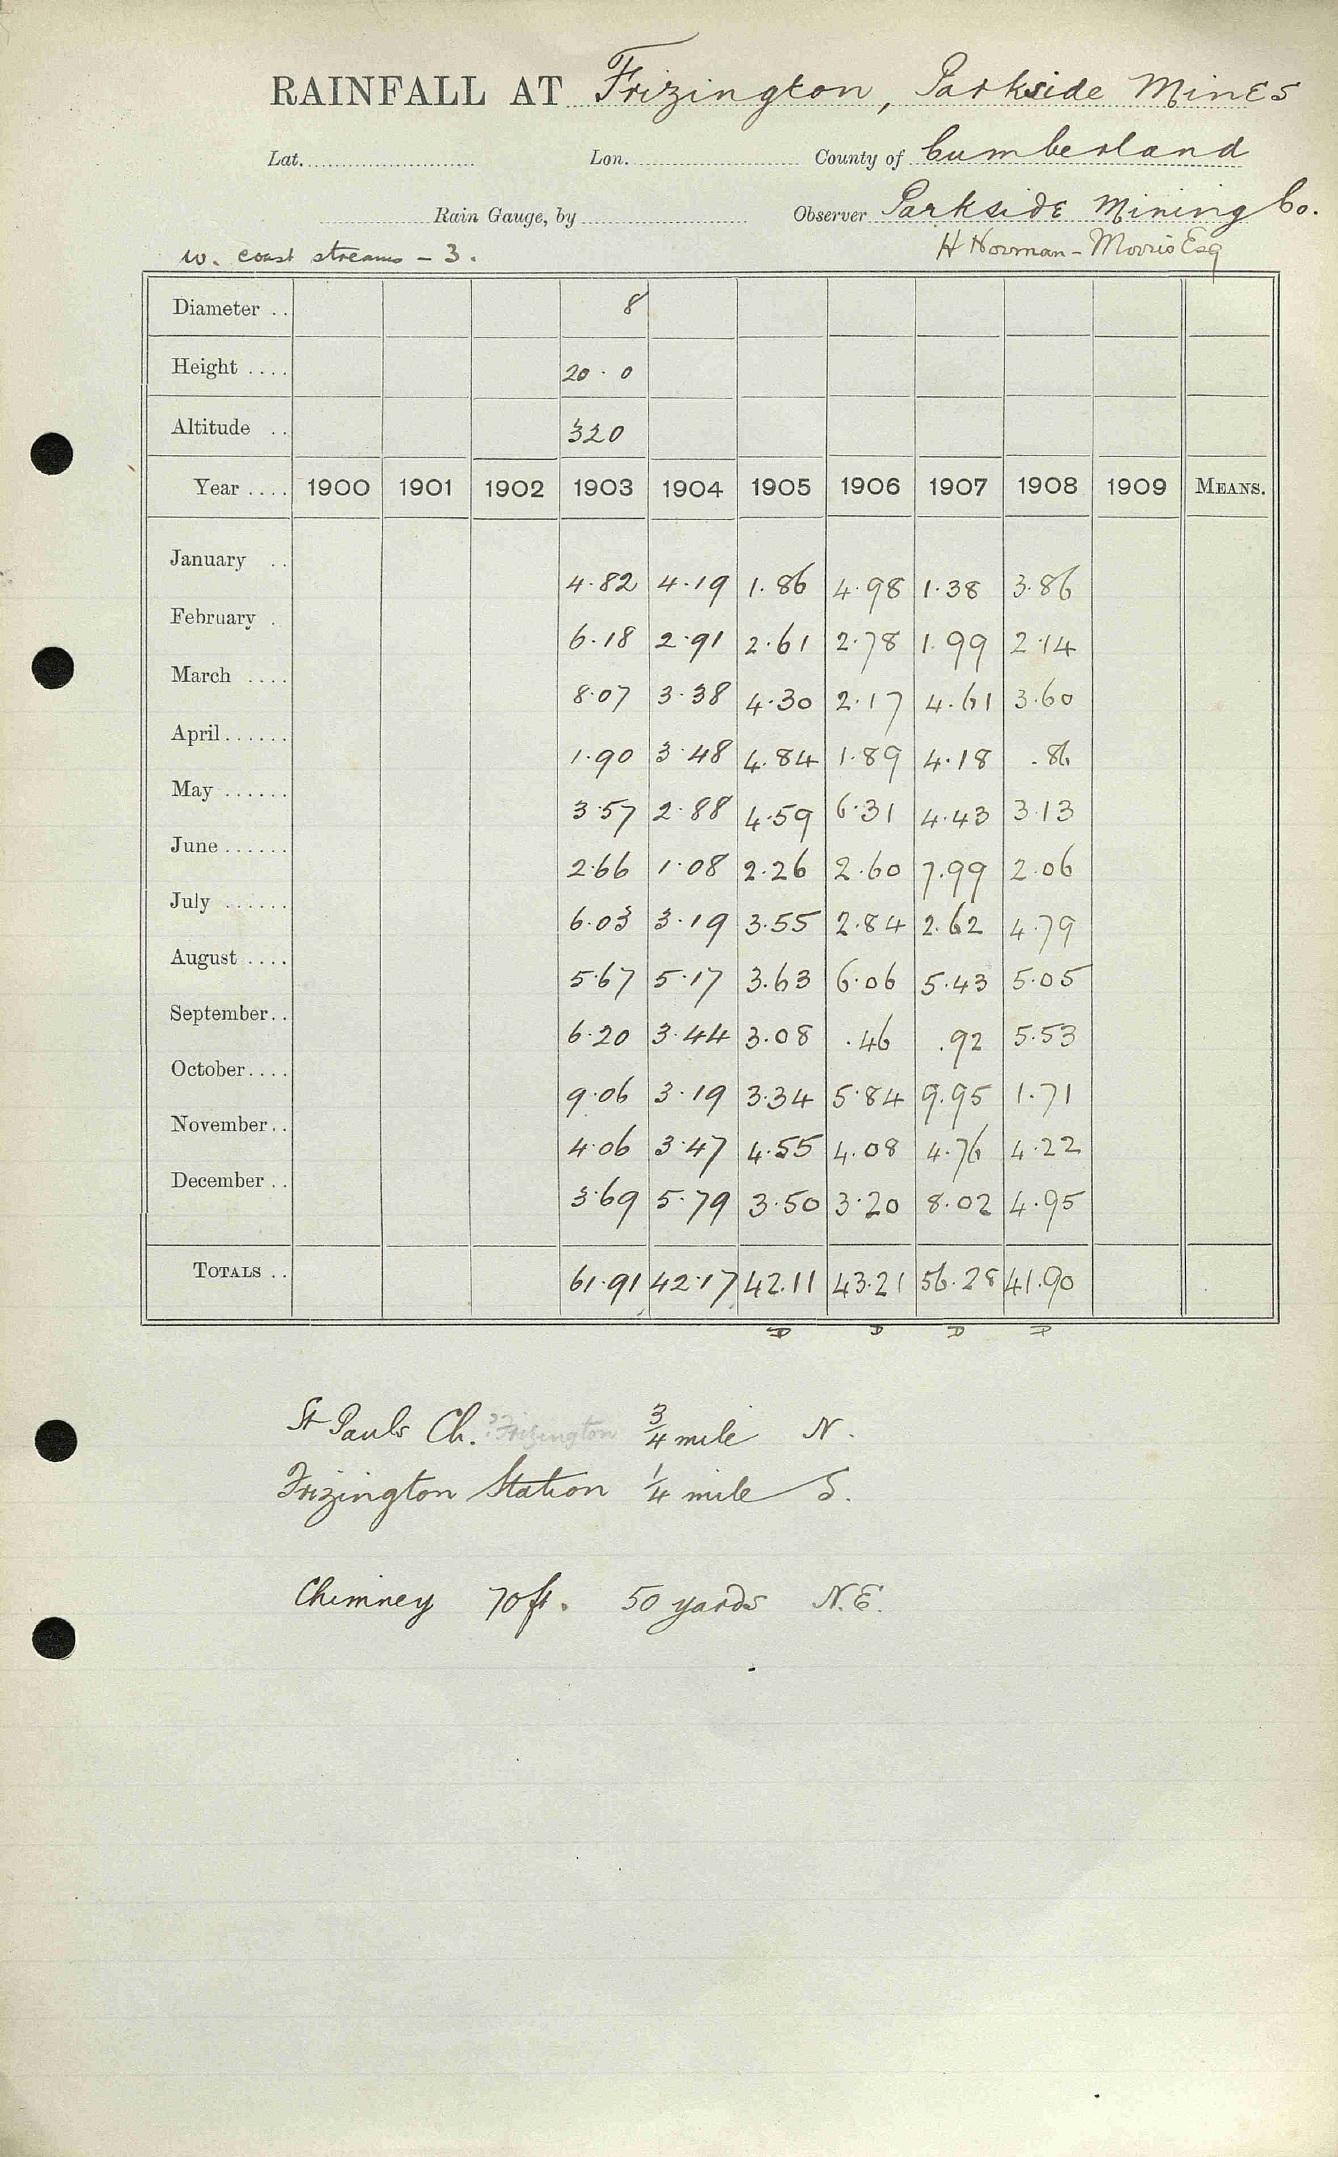 RAINFALL AT Frizington, Parkside Mines
Lat. Lon. County of Cumberland
Rain Gauge, by Observer Parkside Mining Co.
W. coast streams - 3. H Norman - Morris Esq
Diameter .. 8
Height .... 20 . 0
Altitude .. 320
Year .... 1900 1901 1902 1903 1904 1905 1906 1907 1908 1909 MEANS.
January .. 4.82 4.19 1.86 4.98 1.38 3.86
February . 6.18 2.91 2.61 2.78 1.99 2.14
March .... 8.07 3.38 4.30 2.17 4.61 3.60
April...... 1.90 3.48 4.84 1.89 4.18 .86
May ...... 3.57 2.88 4.59 6.31 4.43 3.13
June ...... 2.66 1.08 2.26 2.60 7.99 2.06
July ...... 6.03 3.19 3.55 2.84 2.62 4.79
August .... 5.67 5.17 3.63 6.06 5.43 5.05
September.. 6.20 3.44 3.08 .46 .92 5.53
October.... 9.06 3.19 3.34 5.84 9.95 1.71
November.. 4.06 3.47 4.55 4.08 4.76 4.22
December .. 3.69 5.79 3.50 3.20 8.02 4.95
TOTALS .. 61.91 42.17 42.11 43.21 56.28 41.90
D D D D
St Pauls Ch. ? Frizington 3/4 mile N.
Frizington Station 1/4 mile S.
Chimney 70 ft. 50 yards N.E.